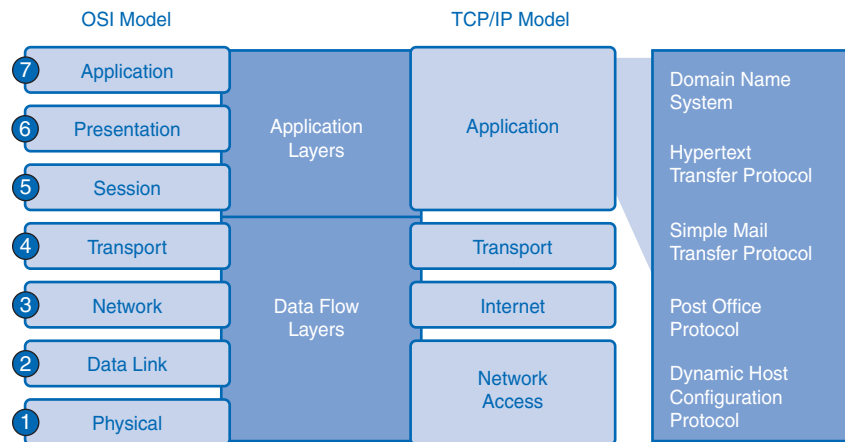 OSI Model
TCP/IP Model
7 Application
6 Presentation
5 Session
4 Transport
3 Network
2 Data Link
1 Physical
Application
Layers
Data Flow
Layers
Application
Transport
Internet
Network
Access
Domain Name
System
Hypertext
Transfer Protocol
Simple Mail
Transfer Protocol
Post Office
Protocol
Dynamic Host
Configuration
Protocol